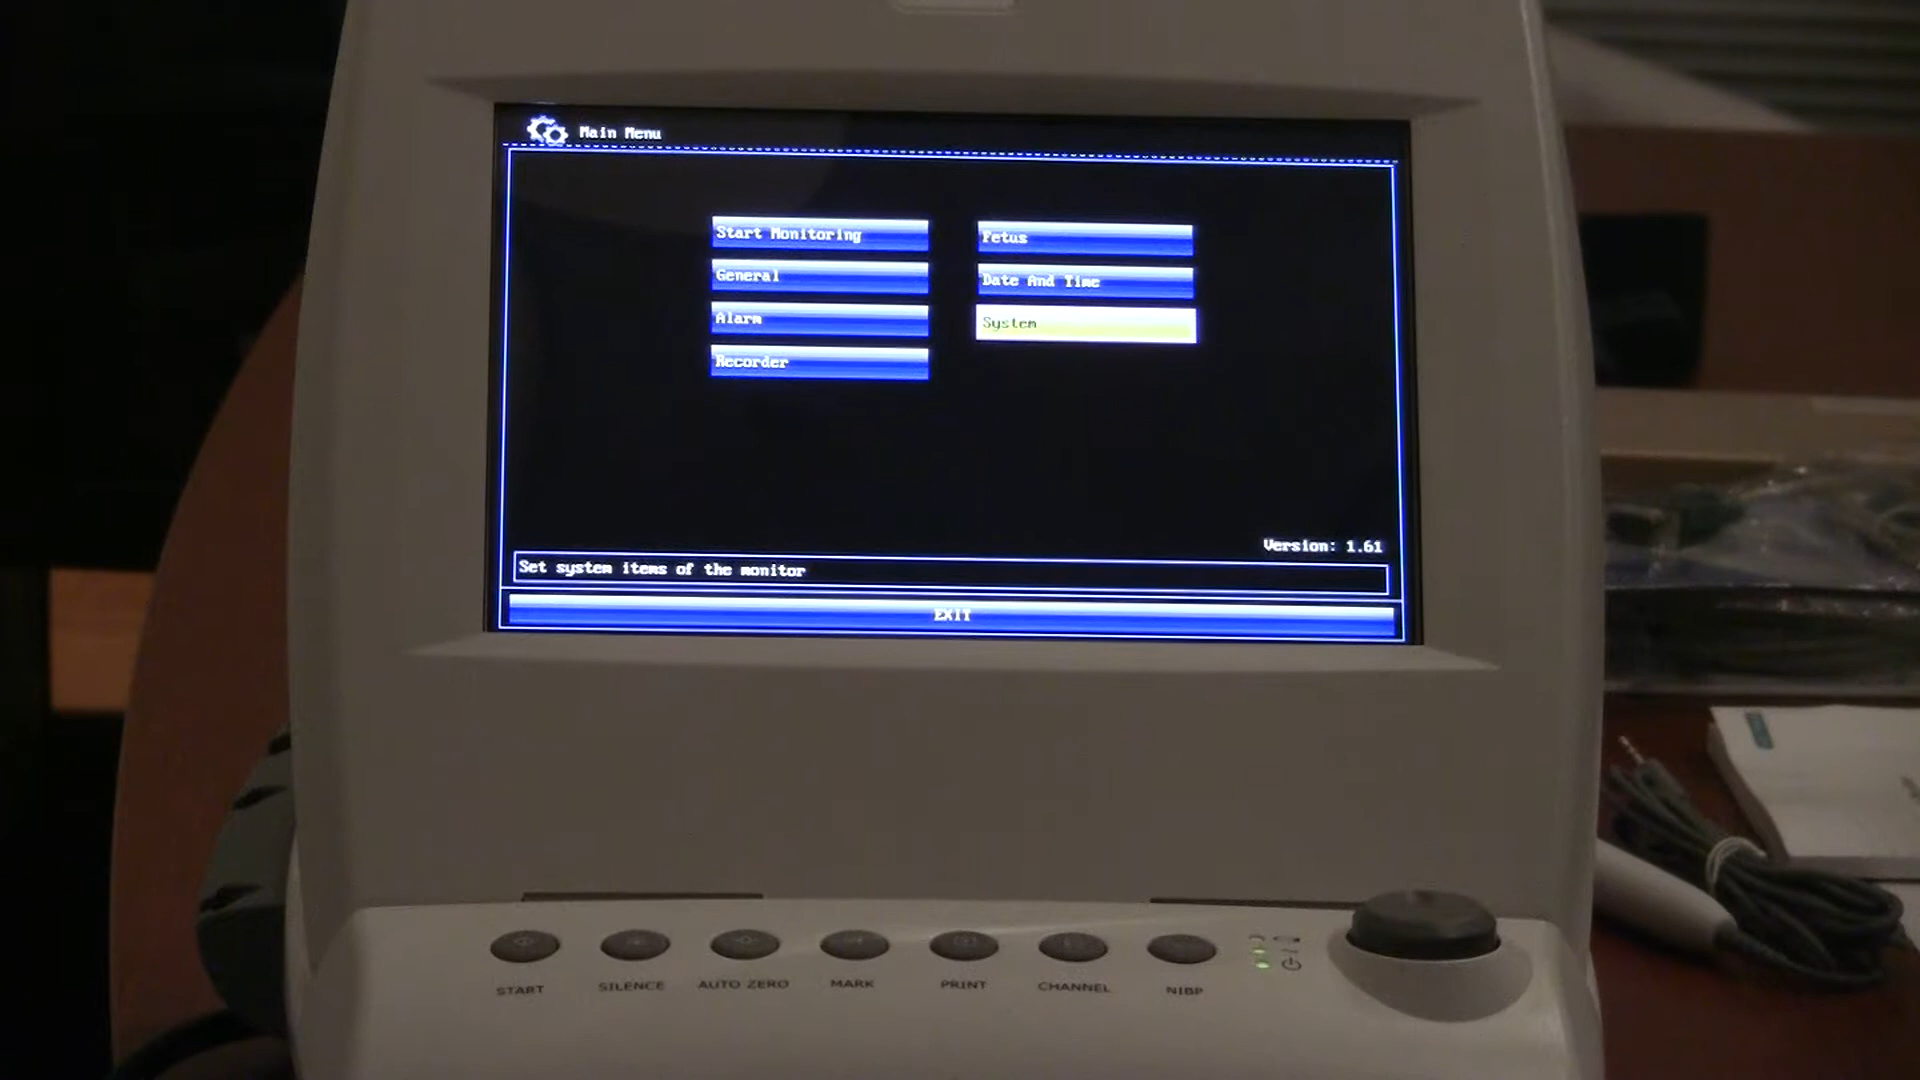 Main Menu
Start Monitoring
General
Alarm
Recorder
Fetus
Date And Time
System
Version: 1.61
Set system items of the monitor
EXIT
START
SILENCE
AUTO ZERO
MARK
PRINT
CHANNEL
NIBP